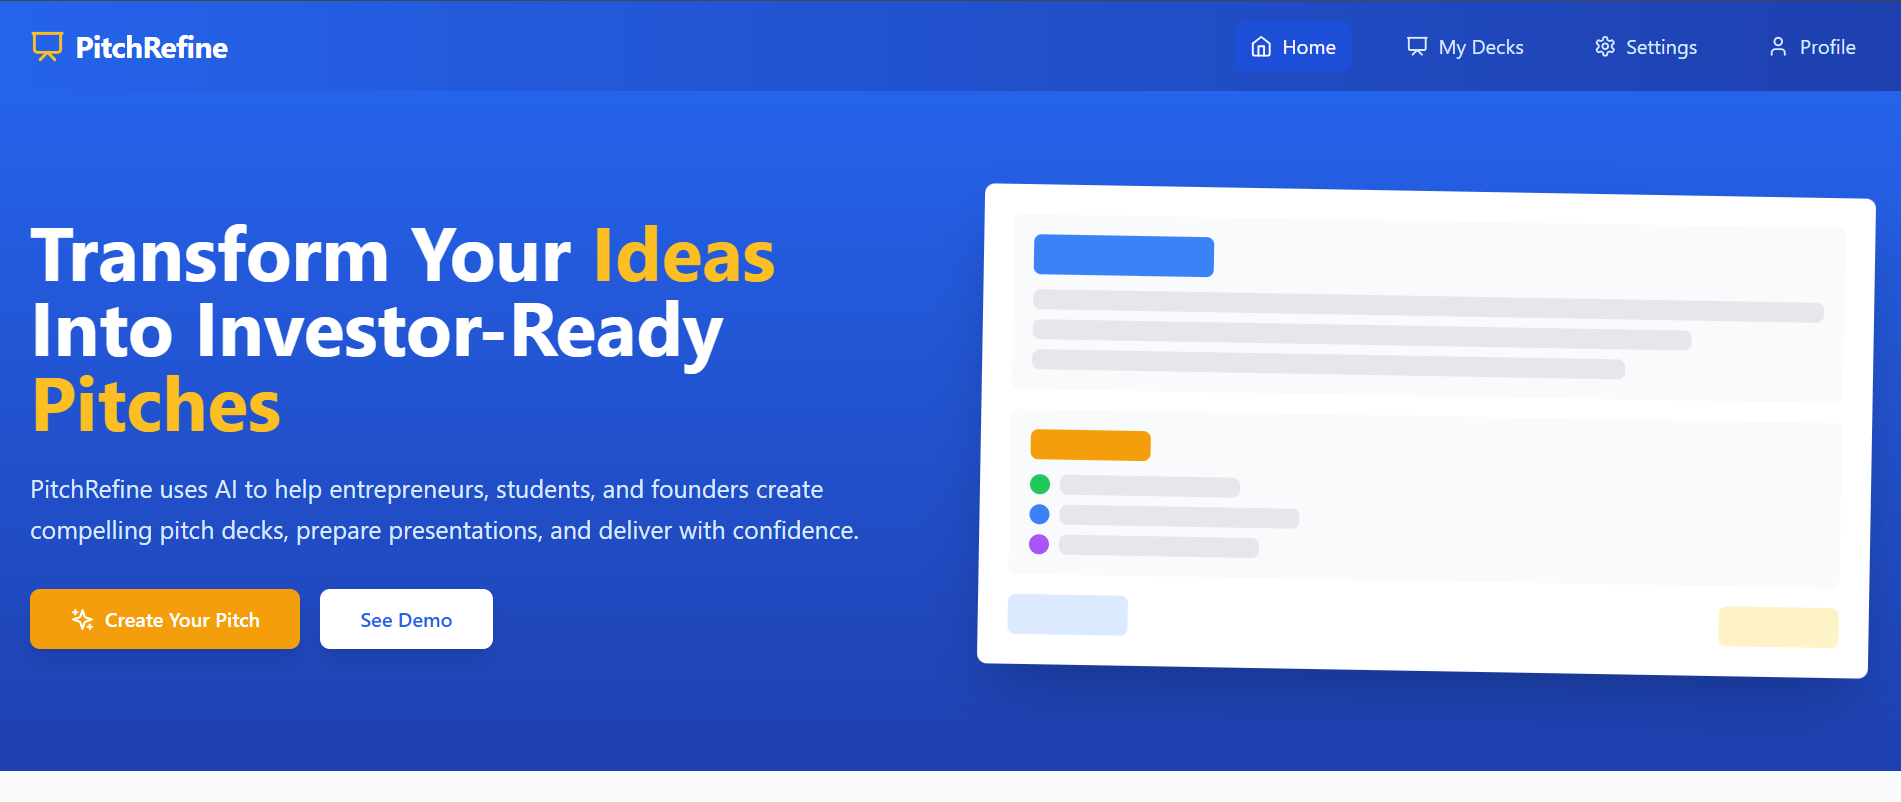 PitchRefine
Home
My Decks
Settings
Profile
Transform Your Ideas
Into Investor-Ready
Pitches
PitchRefine uses AI to help entrepreneurs, students, and founders create
compelling pitch decks, prepare presentations, and deliver with confidence.
Create Your Pitch
See Demo